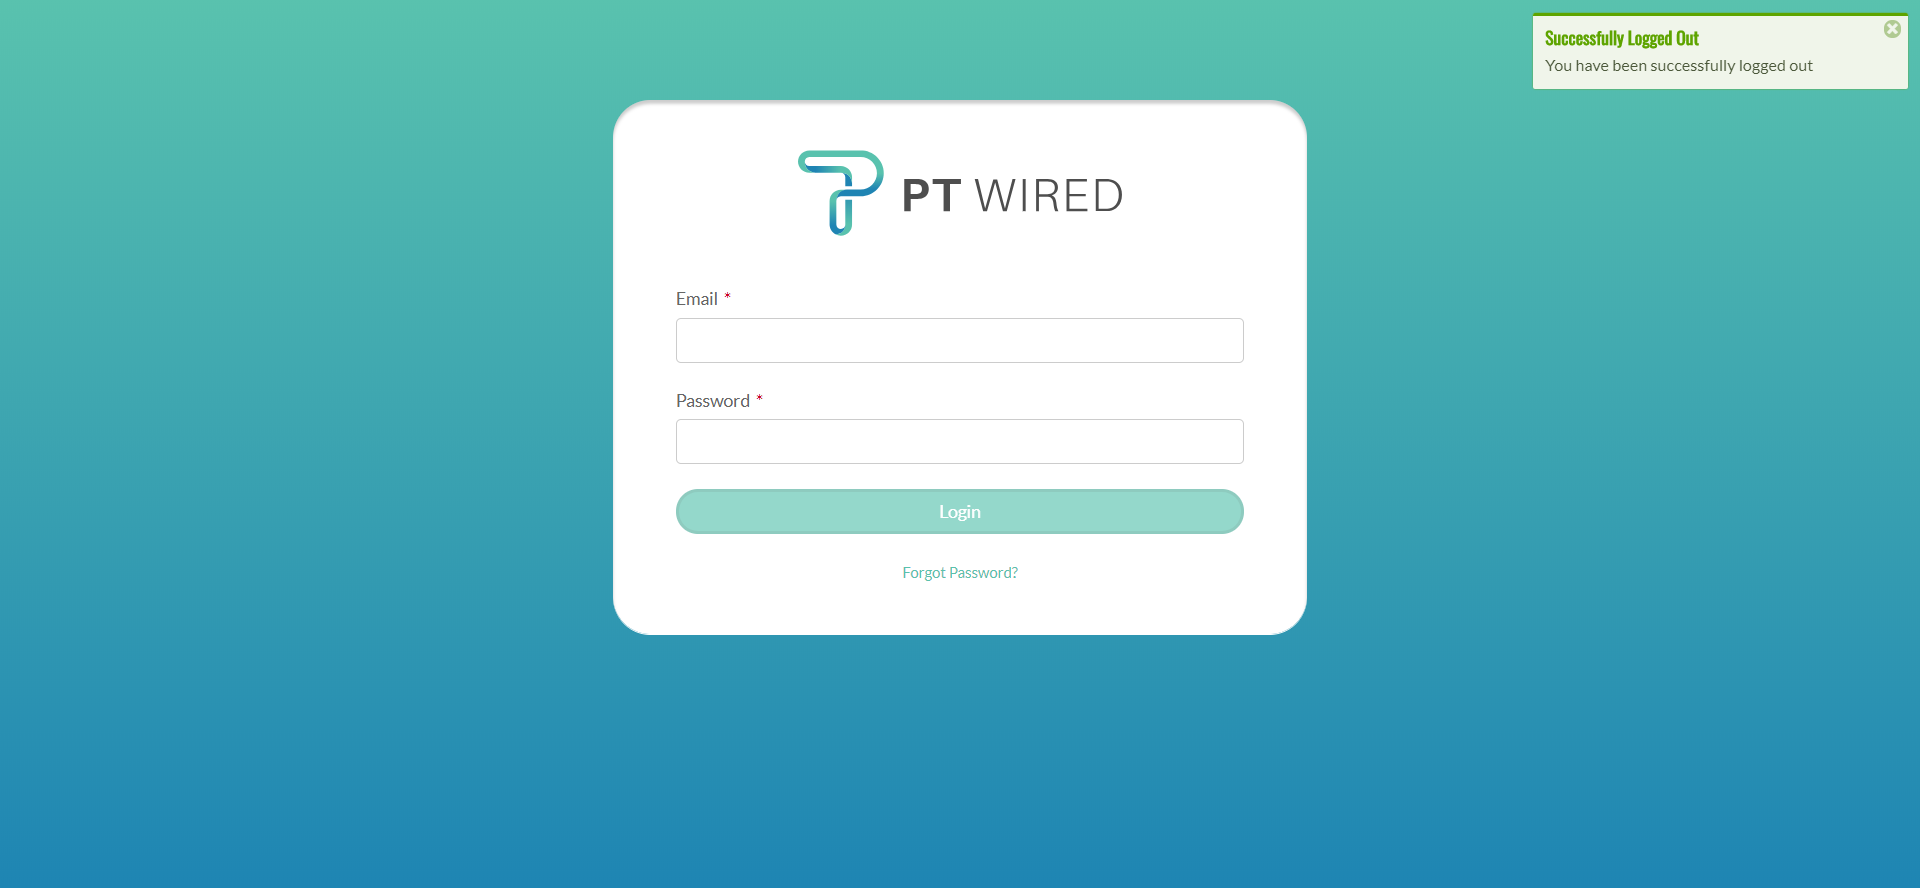 Successfully Logged Out
You have been successfully logged out
PT WIRED
Email *
Password *
Login
Forgot Password?